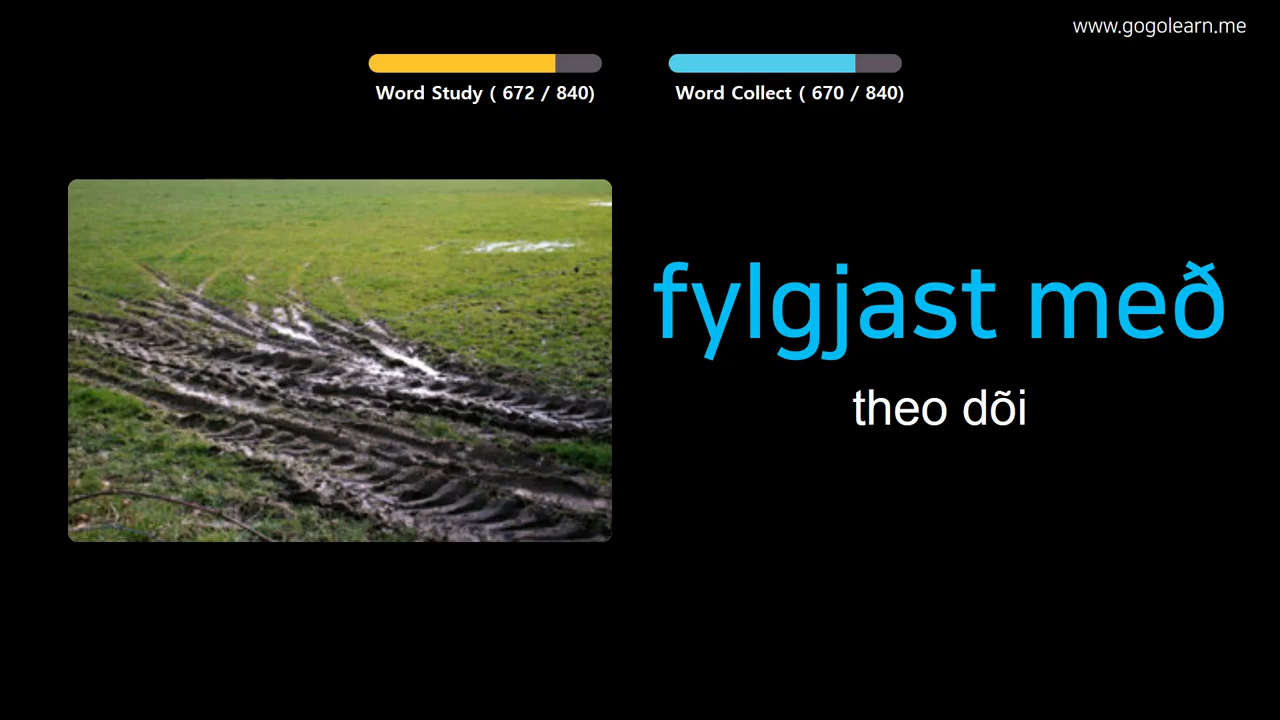 www.gogolearn.me
Word Study ( 672 / 840)
Word Collect ( 670 / 840)
fylgjast með
theo dõi